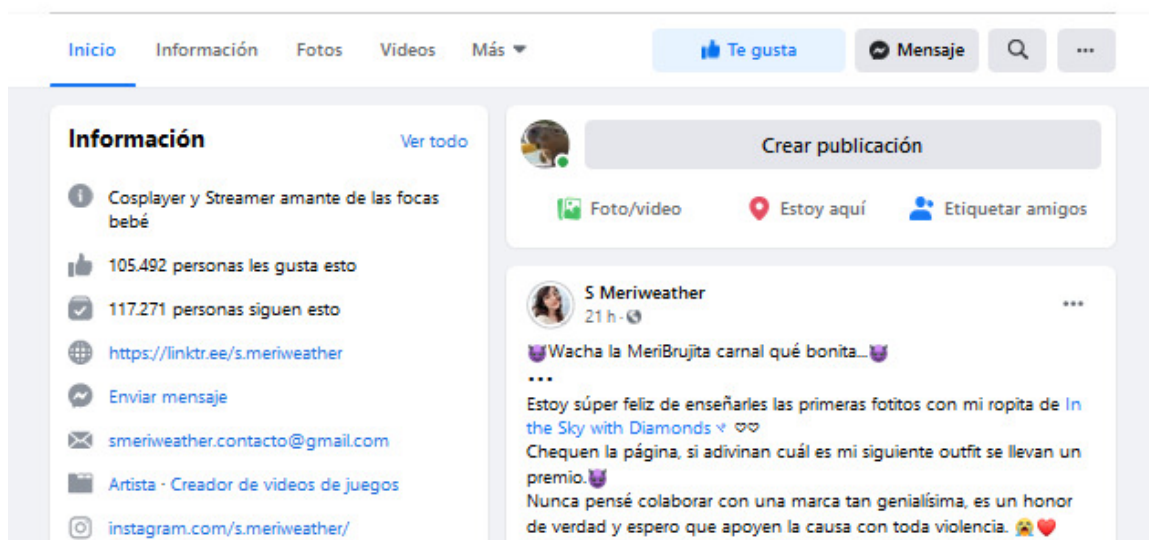 Inicio Información Fotos Videos Más
Te gusta Mensaje
Información Ver todo
Cosplayer y Streamer amante de las focas
bebé
105.492 personas les gusta esto
117.271 personas siguen esto
https://linktr.ee/s.meriweather
Enviar mensaje
smeriweather.contacto@gmail.com
Artista · Creador de videos de juegos
instagram.com/s.meriweather/
Crear publicación
Foto/video Estoy aquí Etiquetar amigos
S Meriweather
21 h ·
😈Wacha la MeriBrujita carnal qué bonita...😈
...
Estoy súper feliz de enseñarles las primeras fotitos con mi ropita de In
the Sky with Diamonds ♡♡
Chequen la página, si adivinan cuál es mi siguiente outfit se llevan un
premio.😈
Nunca pensé colaborar con una marca tan genialísima, es un honor
de verdad y espero que apoyen la causa con toda violencia. 😭❤️